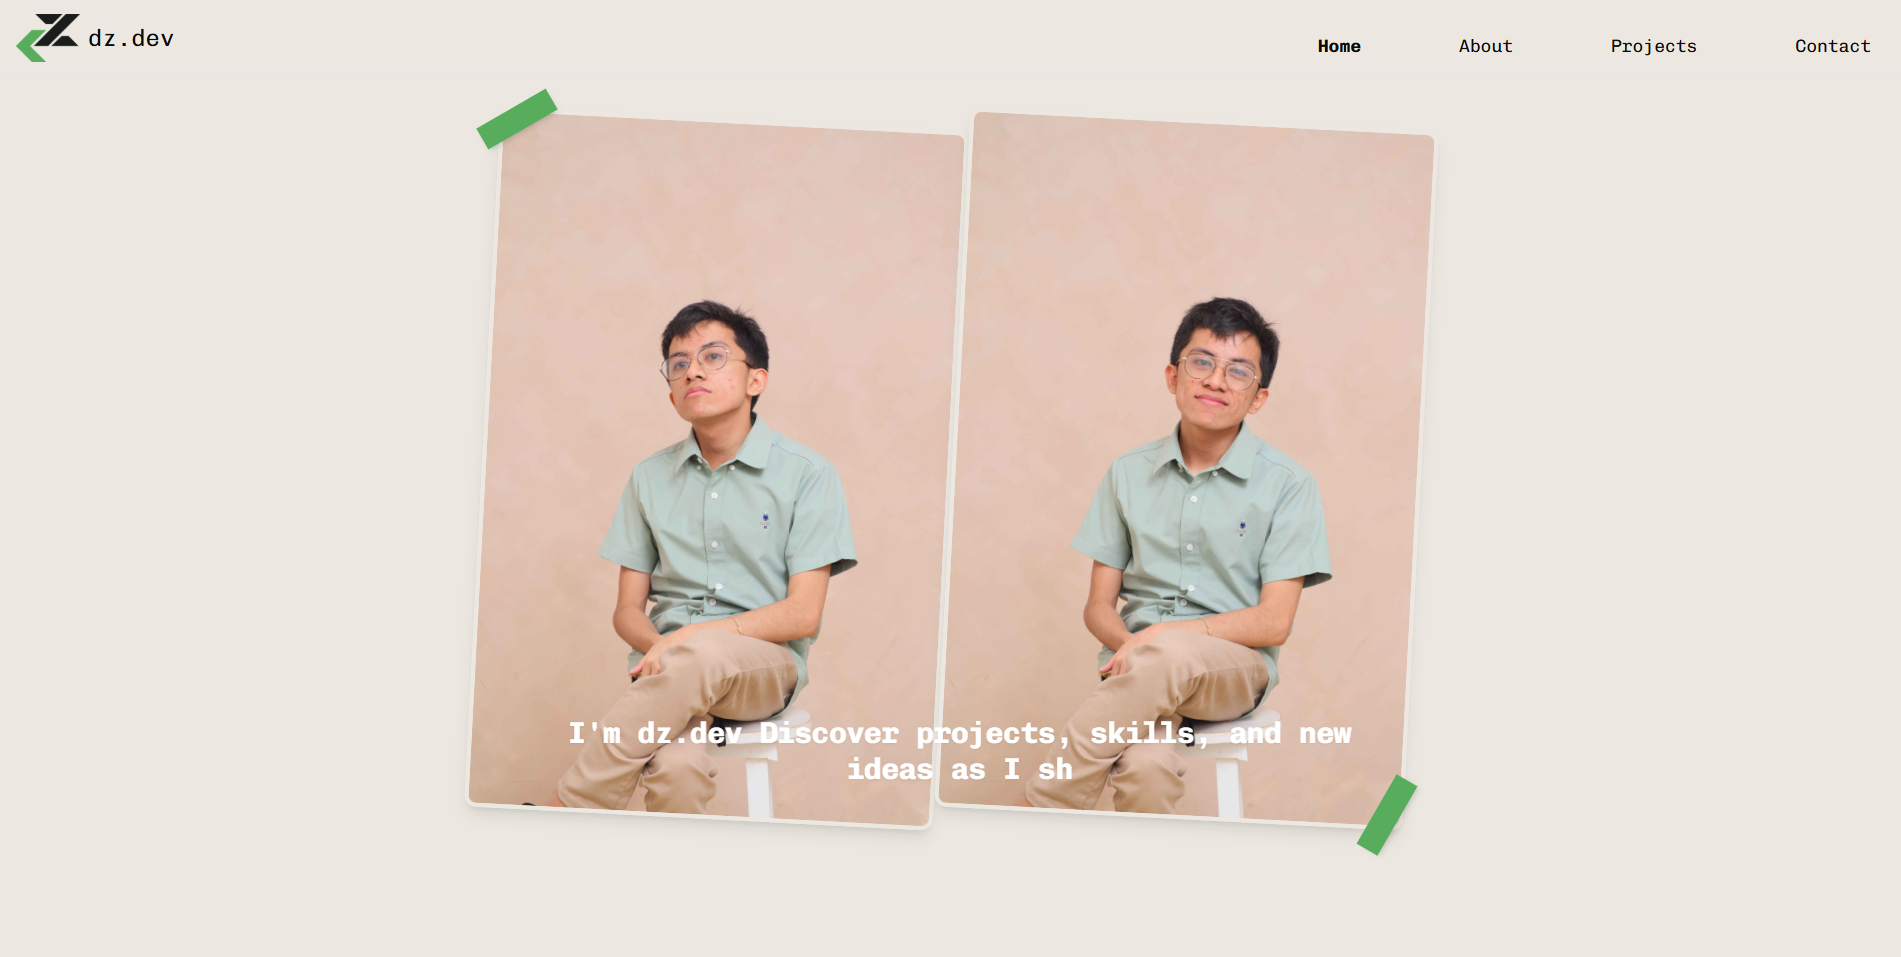 dz.dev
Home
About
Projects
Contact
I'm dz.dev Discover projects, skills, and new
ideas as I sh